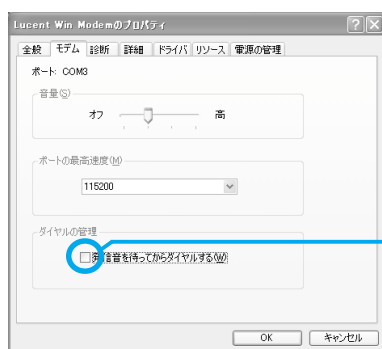 Lucent Win Modemのプロパティ
全般 モデム 診断 詳細 ドライバ リソース 電源の管理
ポート: COM3
音量(S)
オフ 高
ポートの最高速度(M)
115200
ダイヤルの管理
発信音を待ってからダイヤルする(W)
OK キャンセル